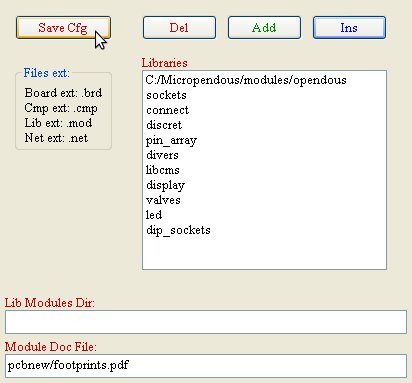 Save Cfg Del Add Ins
Files ext:
Board ext: .brd
Cmp ext: .cmp
Lib ext: .mod
Net ext: .net
Libraries
C:/Micropendous/modules/opendous
sockets
connect
discret
pin_array
divers
libcms
display
valves
led
dip_sockets
Lib Modules Dir:
Module Doc File:
pcbnew/footprints.pdf